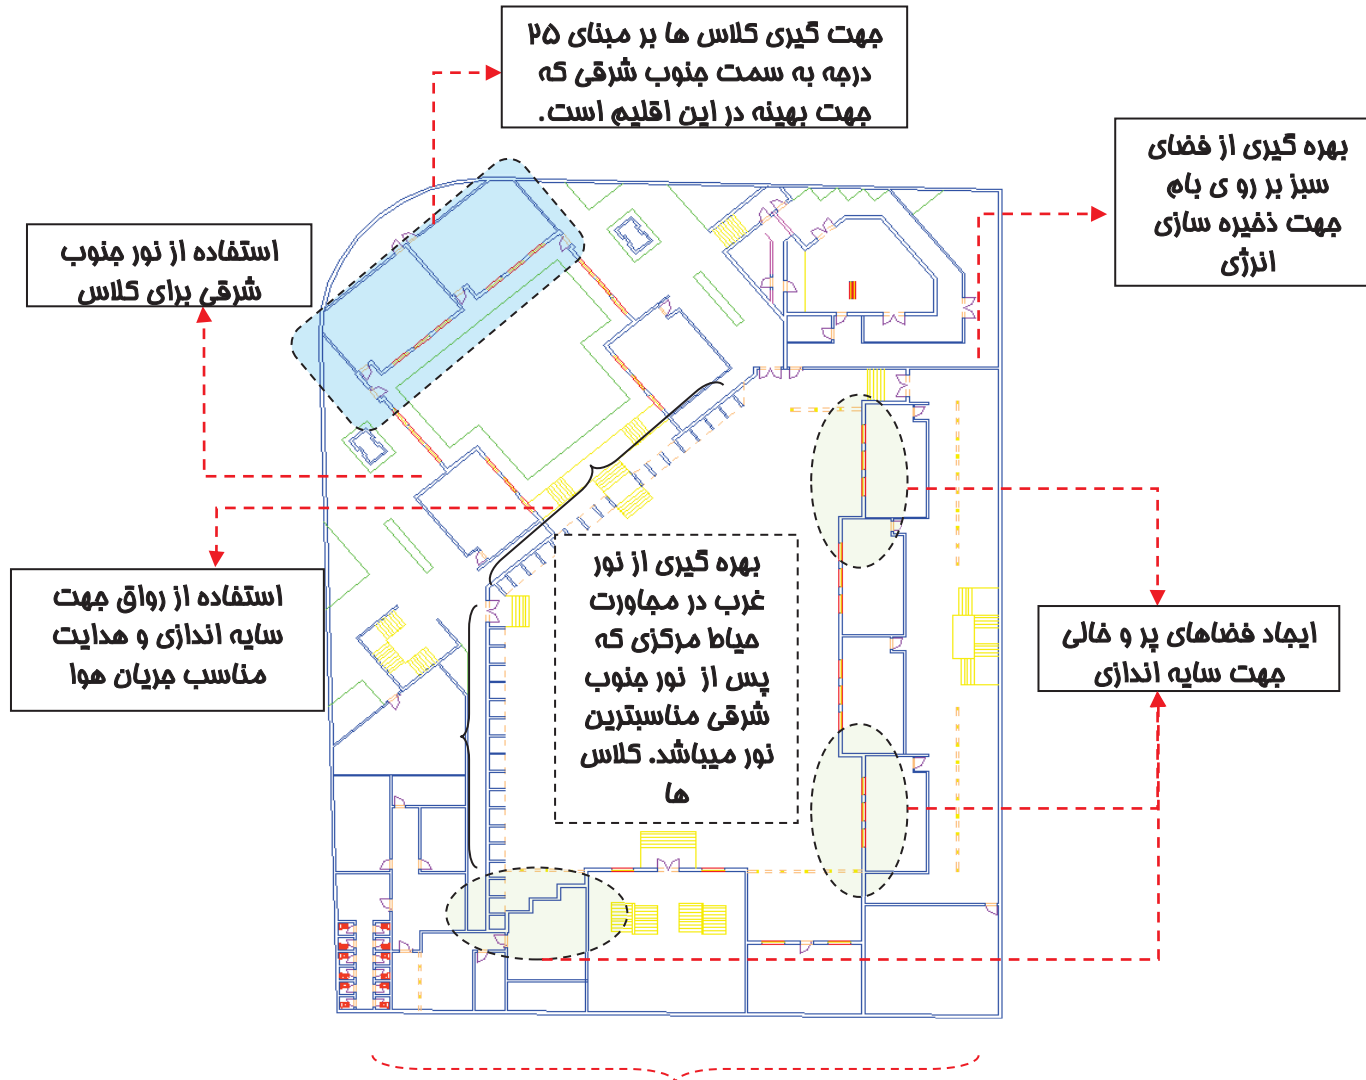 جهت گیری کلاس ها بر مبنای ۲۵
درجه به سمت جنوب شرقی که
جهت بهینه در این اقلیم است.
بهره گیری از فضای
سبز بر رو ی بام
جهت ذخیره سازی
انرژی
استفاده از نور جنوب
شرقی برای کلاس
بهره گیری از نور
غرب در مجاورت
حیاط مرکزی که
پس از نور جنوب
شرقی مناسبترین
نور میباشد. کلاس
ها
استفاده از رواق جهت
سایه اندازی و هدایت
مناسب جریان هوا
ایجاد فضاهای پر و خالی
جهت سایه اندازی